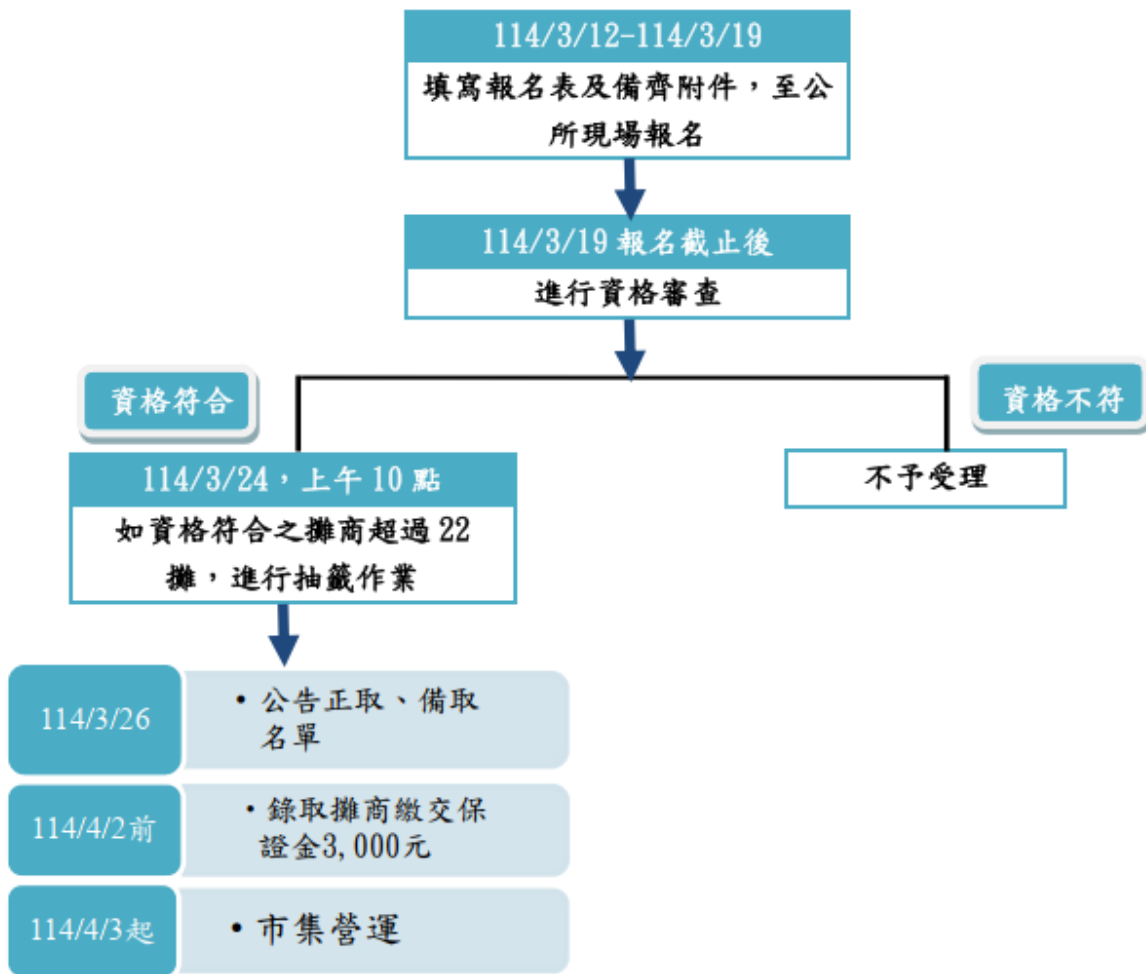 114/3/12-114/3/19
填寫報名表及備齊附件，至公
所現場報名
114/3/19 報名截止後
進行資格審查
資格符合
資格不符
114/3/24，上午 10 點
如資格符合之攤商超過 22
攤，進行抽籤作業
不予受理
114/3/26
• 公告正取、備取
名單
114/4/2前
• 錄取攤商繳交保
證金3,000元
114/4/3起
• 市集營運